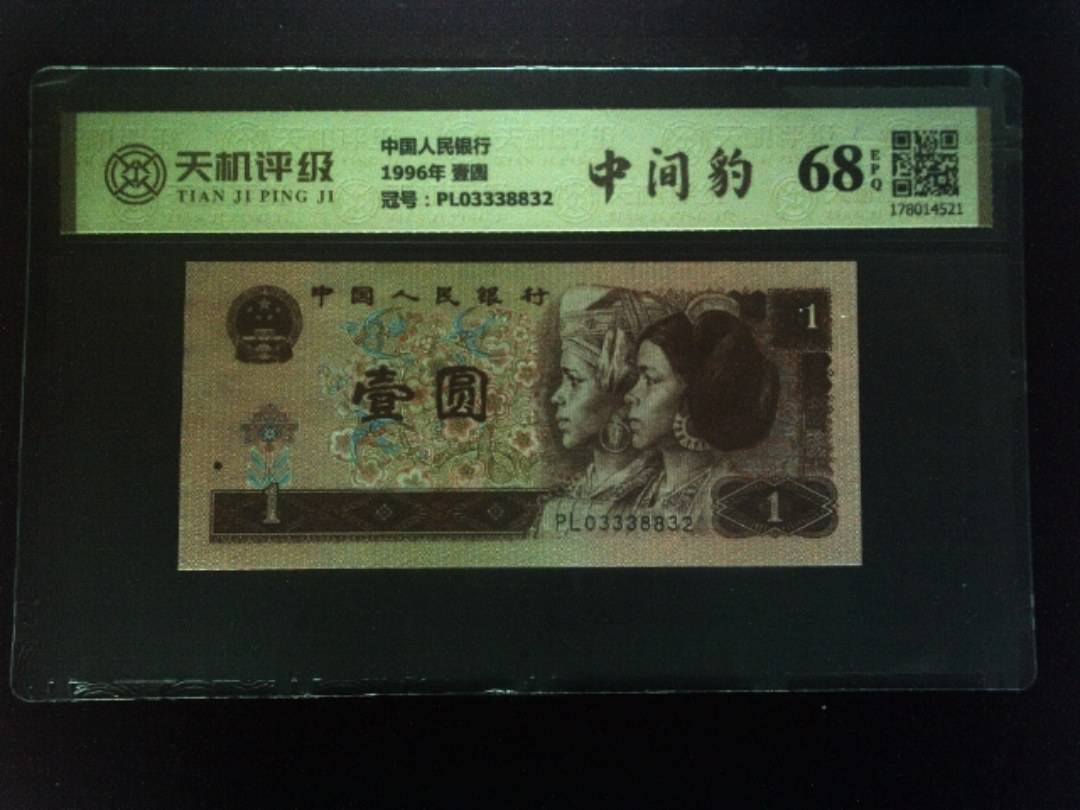 天机评级
TIAN JI PING JI
中国人民银行
1996年 壹圆
冠号：PL03338832
中间豹
68
EPQ
178014521
中国人民银行
1
壹圆
1
PL03338832
1